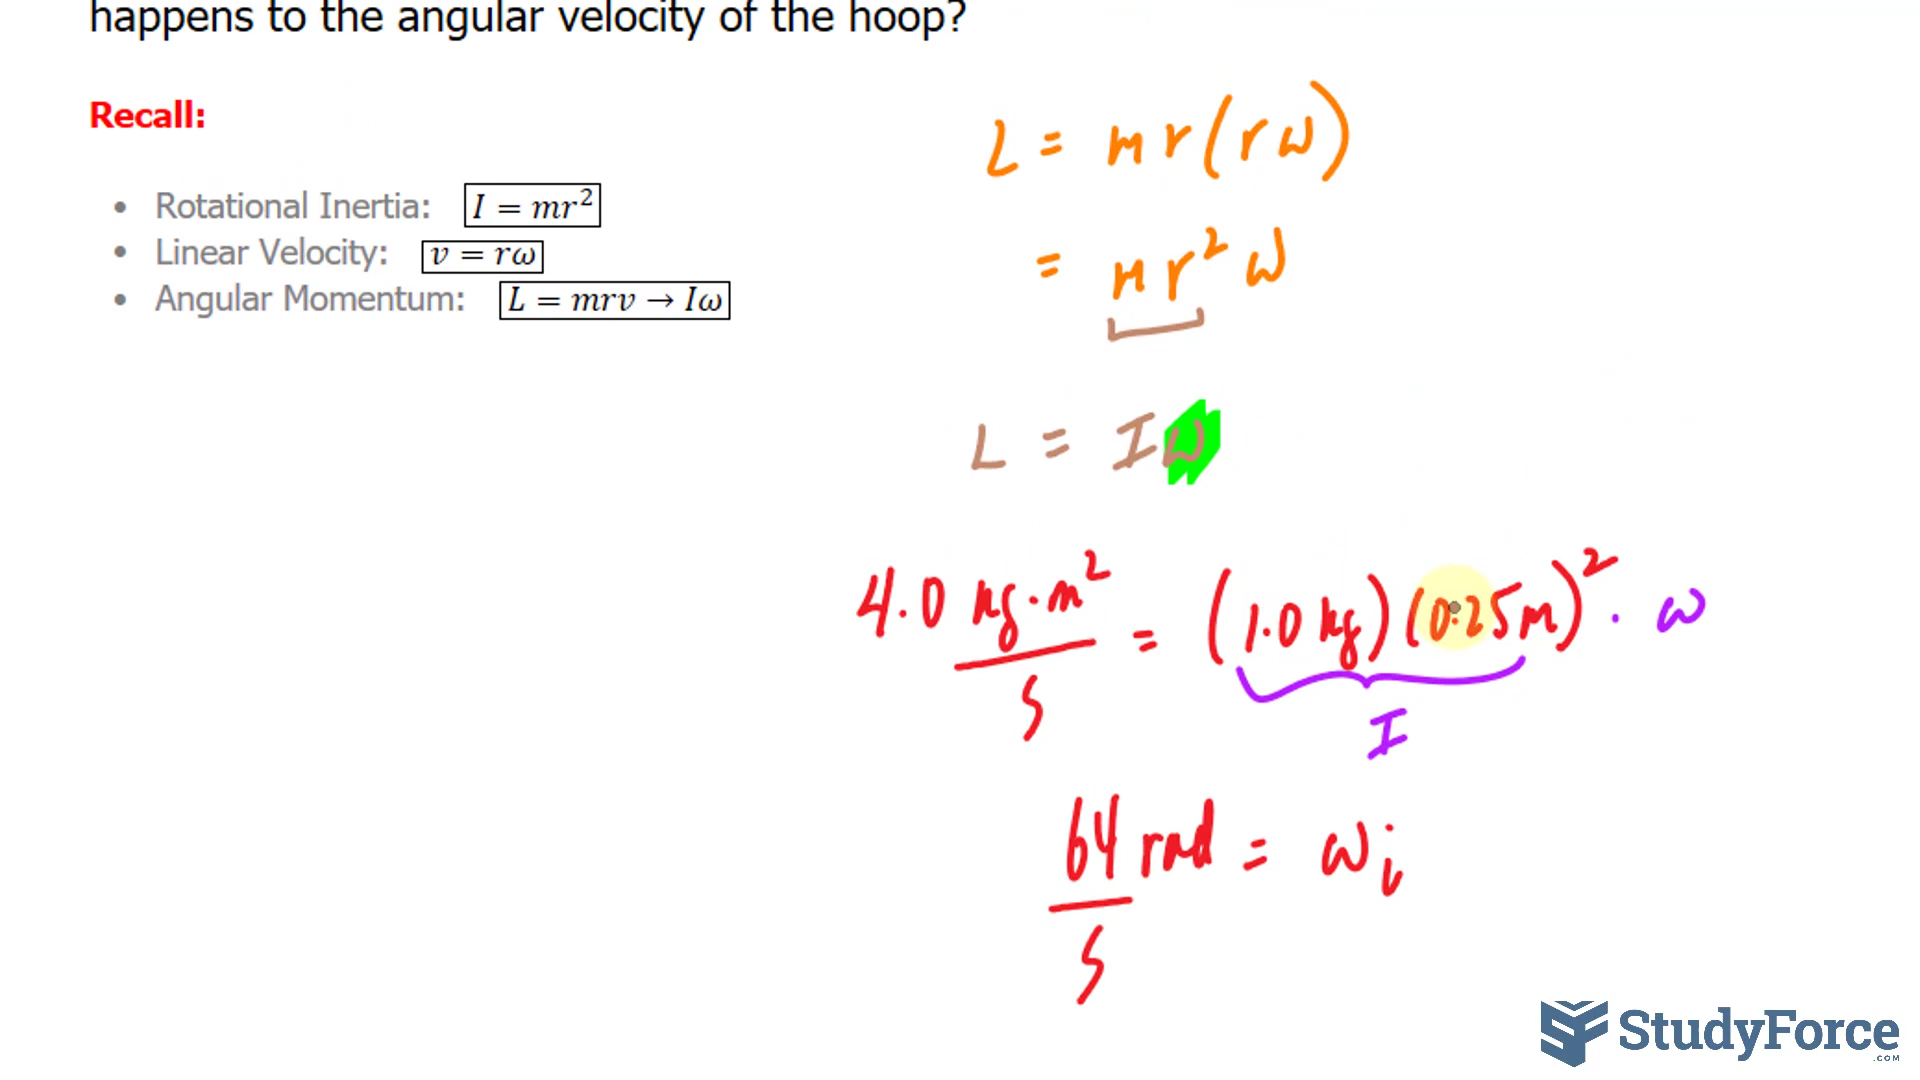 happens to the angular velocity of the hoop?
Recall:
• Rotational Inertia: I = mr²
• Linear Velocity: v = rω
• Angular Momentum: L = mrv → Iω
L = mr(rω)
= mr²ω
L = Iω
4.0 kg·m²/s = (1.0 kg)(0.25m)² · ω
I
64 rad/s = ωi
StudyForce
.COM